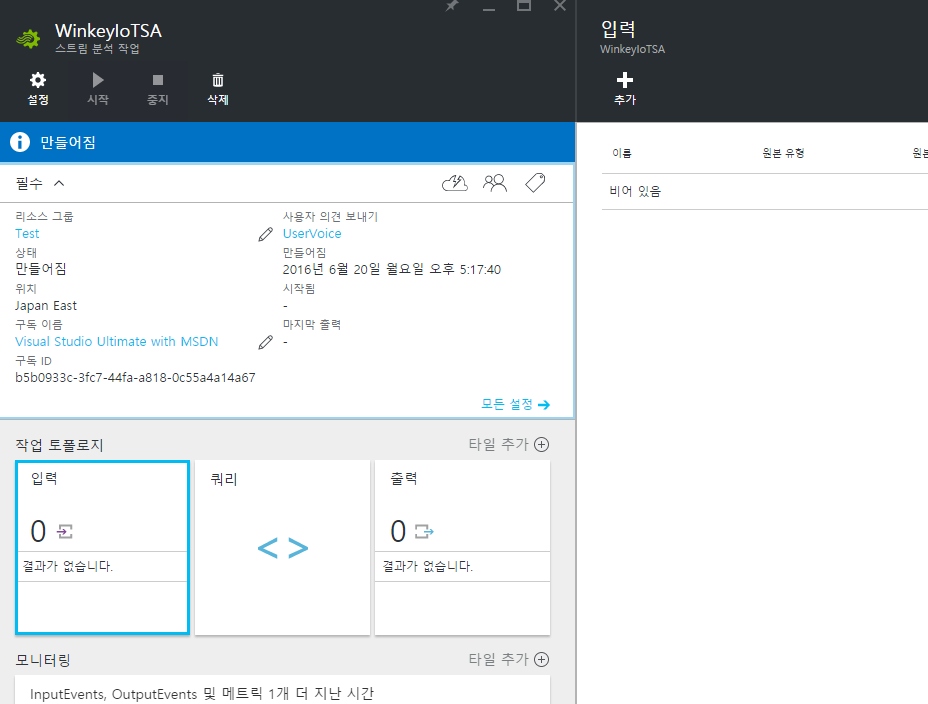 WinkeyIoTSA
스트림 분석 작업
설정
시작
중지
삭제
만들어짐
필수
리소스 그룹
Test
상태
만들어짐
위치
Japan East
구독 이름
Visual Studio Ultimate with MSDN
구독 ID
b5b0933c-3fc7-44fa-a818-0c55a4a14a67
사용자 의견 보내기
UserVoice
만들어짐
2016년 6월 20일 월요일 오후 5:17:40
시작됨
-
마지막 출력
-
모든 설정
작업 토폴로지
타일 추가
입력
0
결과가 없습니다.
쿼리
< >
출력
0
결과가 없습니다.
모니터링
타일 추가
InputEvents, OutputEvents 및 메트릭 1개 더 지난 시간
입력
WinkeyIoTSA
추가
이름
원본 유형
원본
비어 있음